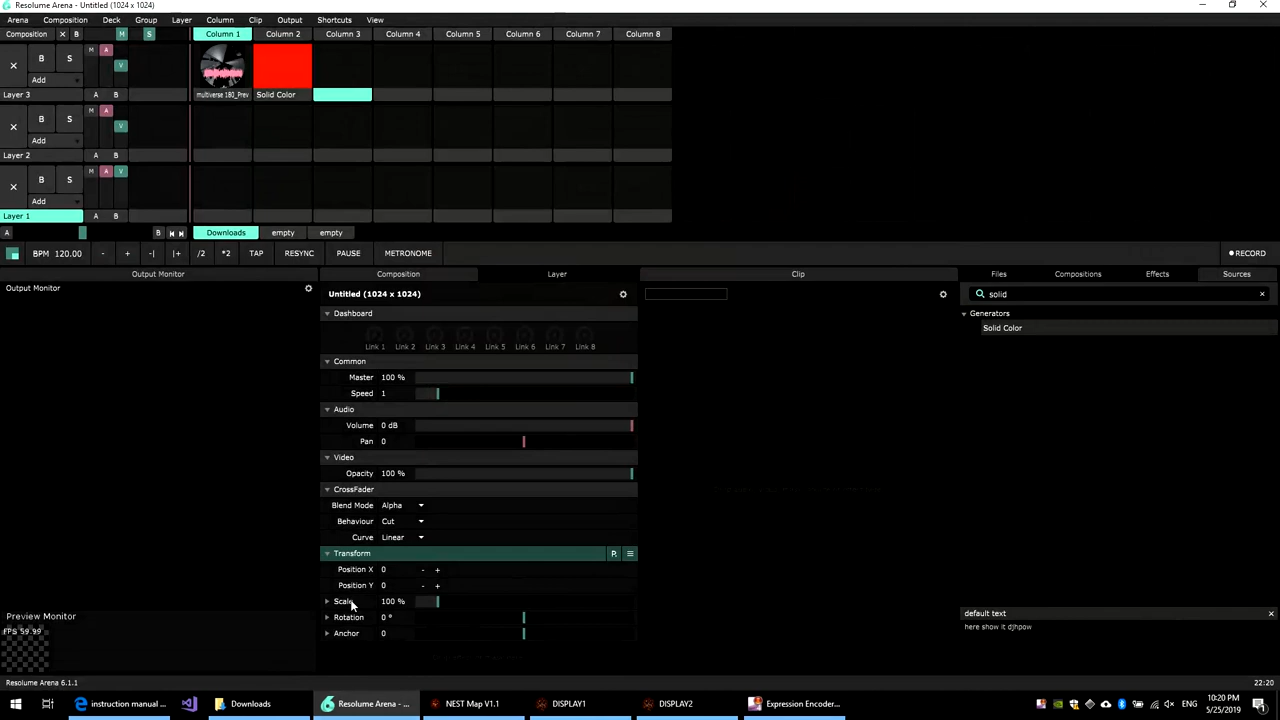 Resolume Arena - Untitled (1024 x 1024)
Arena Composition Deck Group Layer Column Clip Output Shortcuts View
Composition X B M S Column 1 Column 2 Column 3 Column 4 Column 5 Column 6 Column 7 Column 8
M A
B S
V
Add
Layer 3 A B multiverse 180_Prev Solid Color
M A
B S
V
Add
Layer 2 A B
M A V
B S
Add
Layer 1 A B
A B Downloads empty empty
BPM 120.00 - + -| |+ /2 *2 TAP RESYNC PAUSE METRONOME RECORD
Output Monitor Composition Layer Clip Files Compositions Effects Sources
Output Monitor Untitled (1024 x 1024) solid
Dashboard Generators
Solid Color
Link 1 Link 2 Link 3 Link 4 Link 5 Link 6 Link 7 Link 8
Common
Master 100 %
Speed 1
Audio
Volume 0 dB
Pan 0
Video
Opacity 100 %
CrossFader
Blend Mode Alpha
Behaviour Cut
Curve Linear
Transform P.
Position X 0 - +
Position Y 0 - +
Scale 100 %
Rotation 0 °
Anchor 0
Preview Monitor
FPS 59.99
default text
here show it djhpow
Resolume Arena 6.1.1 22:20
instruction manual ... Downloads Resolume Arena - ... NEST Map V1.1 DISPLAY1 DISPLAY2 Expression Encoder... ENG 10:20 PM
5/25/2019